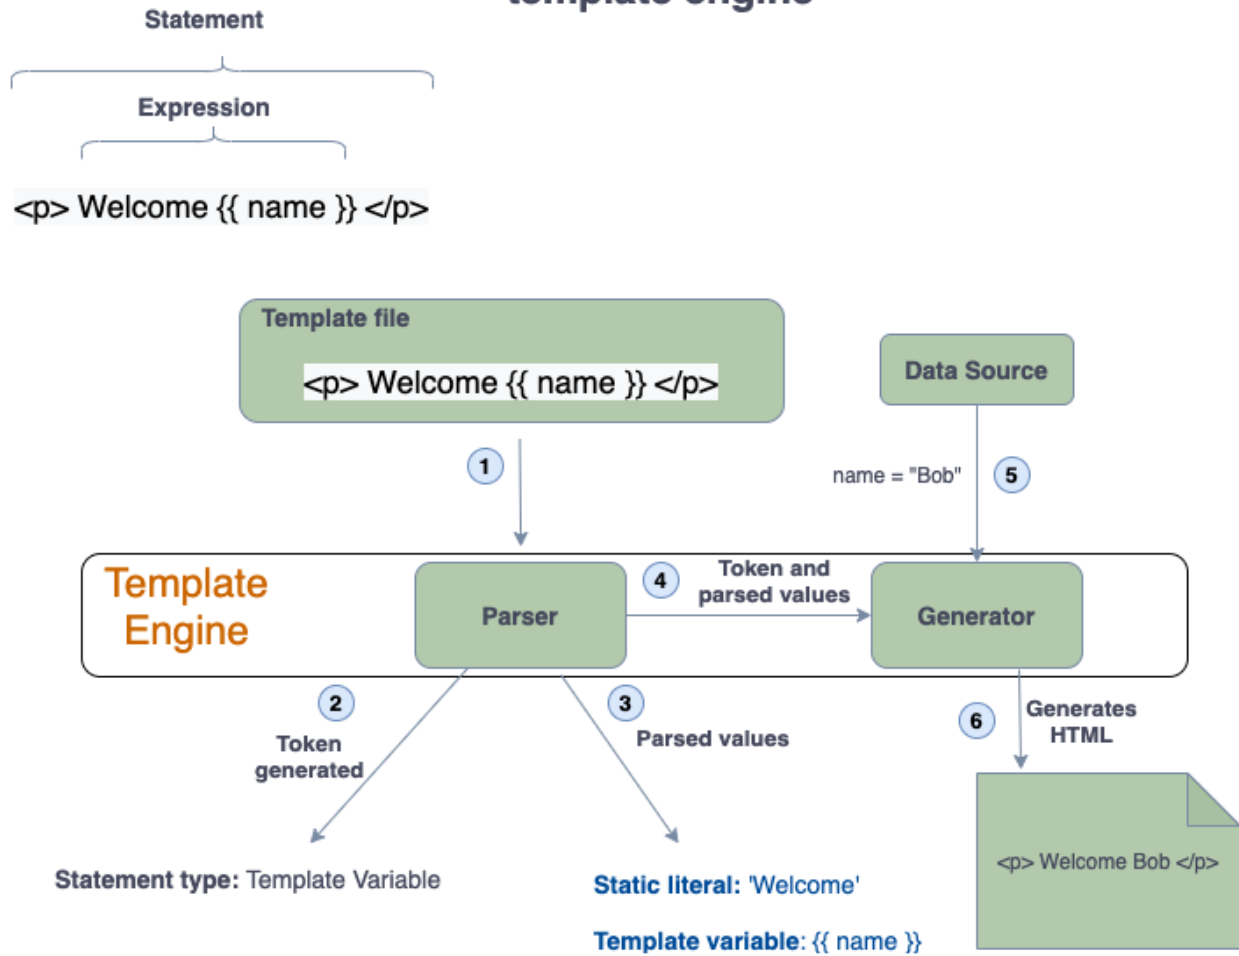 template engine
Statement
Expression
<p> Welcome {{ name }} </p>
Template file
<p> Welcome {{ name }} </p>
Data Source
1
name = "Bob"
5
Template
Engine
Parser
4
Token and
parsed values
Generator
2
Token
generated
3
Parsed values
6
Generates
HTML
Statement type: Template Variable
Static literal: 'Welcome'
Template variable: {{ name }}
<p> Welcome Bob </p>